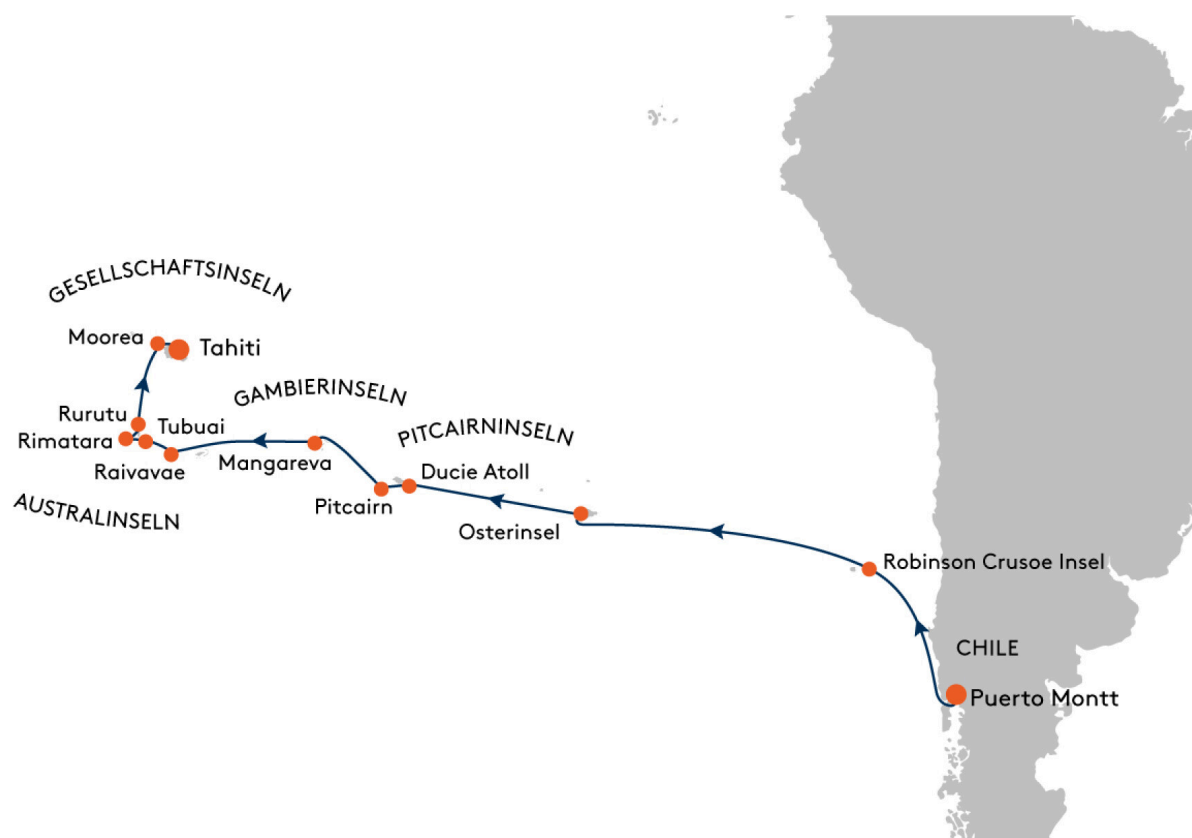 GESELLSCHAFTSINSELN
Moorea
Tahiti
GAMBIERINSELN
Rurutu
Tubuai
PITCAIRNINSELN
Rimatara
Raivavae
Mangareva
Ducie Atoll
AUSTRALINSELN
Pitcairn
Osterinsel
Robinson Crusoe Insel
CHILE
Puerto Montt